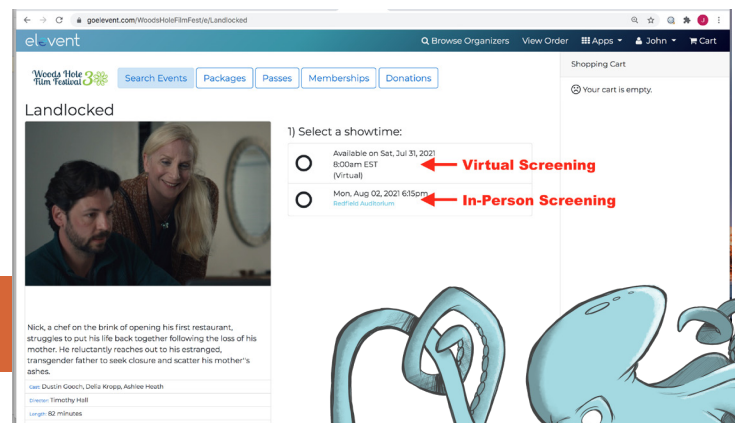 goelevent.com/WoodsHoleFilmFest/e/Landlocked
elevent
Browse Organizers View Order Apps John Cart
Woods Hole
Film Festival 30
Search Events Packages Passes Memberships Donations
Shopping Cart
Your cart is empty.
Landlocked
1) Select a showtime:
Available on Sat, Jul 31, 2021
8:00am EST
(Virtual)
Virtual Screening
Mon, Aug 02, 2021 6:15pm
Redfield Auditorium
In-Person Screening
Nick, a chef on the brink of opening his first restaurant,
struggles to put his life back together following the loss of his
mother. He reluctantly reaches out to his estranged,
transgender father to seek closure and scatter his mother"s
ashes.
Cast: Dustin Gooch, Delia Kropp, Ashlee Heath
Director: Timothy Hall
Length: 82 minutes